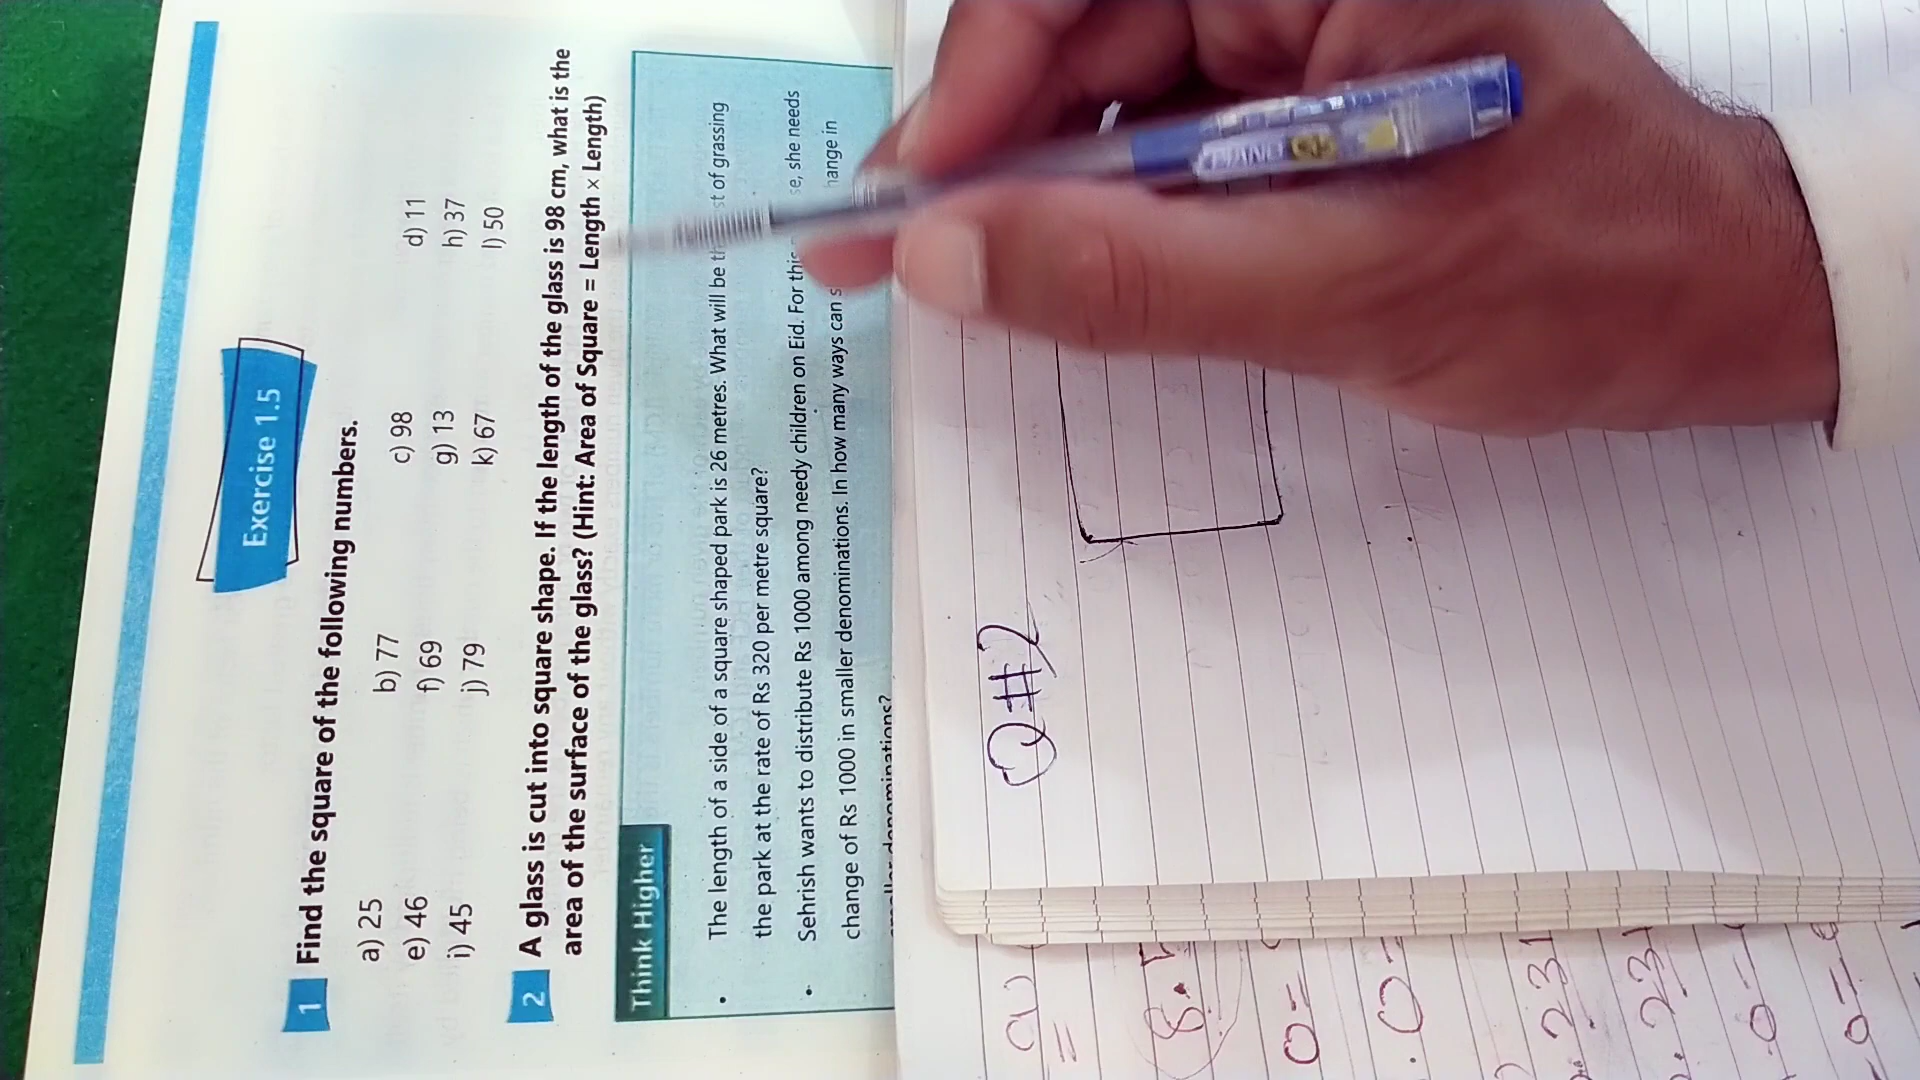 Exercise 1.5
1 Find the square of the following numbers.
a) 25 b) 77 c) 98 d) 11
e) 46 f) 69 g) 13 h) 37
i) 45 j) 79 k) 67 l) 50
2 A glass is cut into square shape. If the length of the glass is 98 cm, what is the
area of the surface of the glass? (Hint: Area of Square = Length × Length)
Think Higher
• The length of a side of a square shaped park is 26 metres. What will be of grassing
the park at the rate of Rs 320 per metre square?
• Sehrish wants to distribute Rs 1000 among needy children on Eid. For this she needs
change of Rs 1000 in smaller denominations. In how many ways can in
denominations?
Q#2